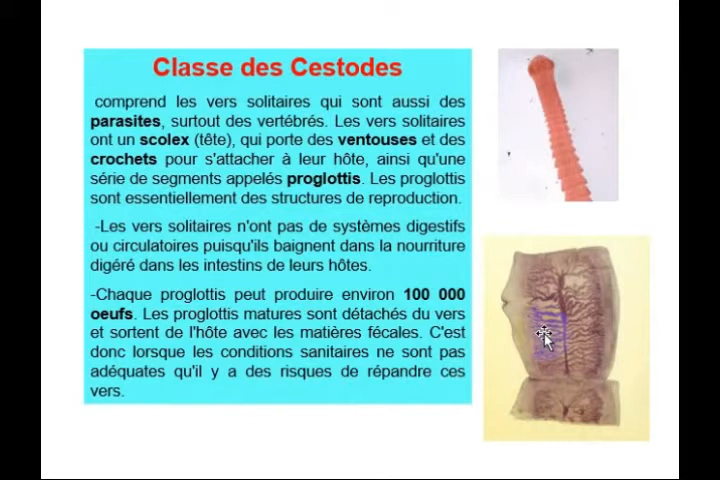 Classe des Cestodes
comprend les vers solitaires qui sont aussi des
parasites, surtout des vertébrés. Les vers solitaires
ont un scolex (tête), qui porte des ventouses et des
crochets pour s'attacher à leur hôte, ainsi qu'une
série de segments appelés proglottis. Les proglottis
sont essentiellement des structures de reproduction.
-Les vers solitaires n'ont pas de systèmes digestifs
ou circulatoires puisqu'ils baignent dans la nourriture
digéré dans les intestins de leurs hôtes.
-Chaque proglottis peut produire environ 100 000
oeufs. Les proglottis matures sont détachés du vers
et sortent de l'hôte avec les matières fécales. C'est
donc lorsque les conditions sanitaires ne sont pas
adéquates qu'il y a des risques de répandre ces
vers.